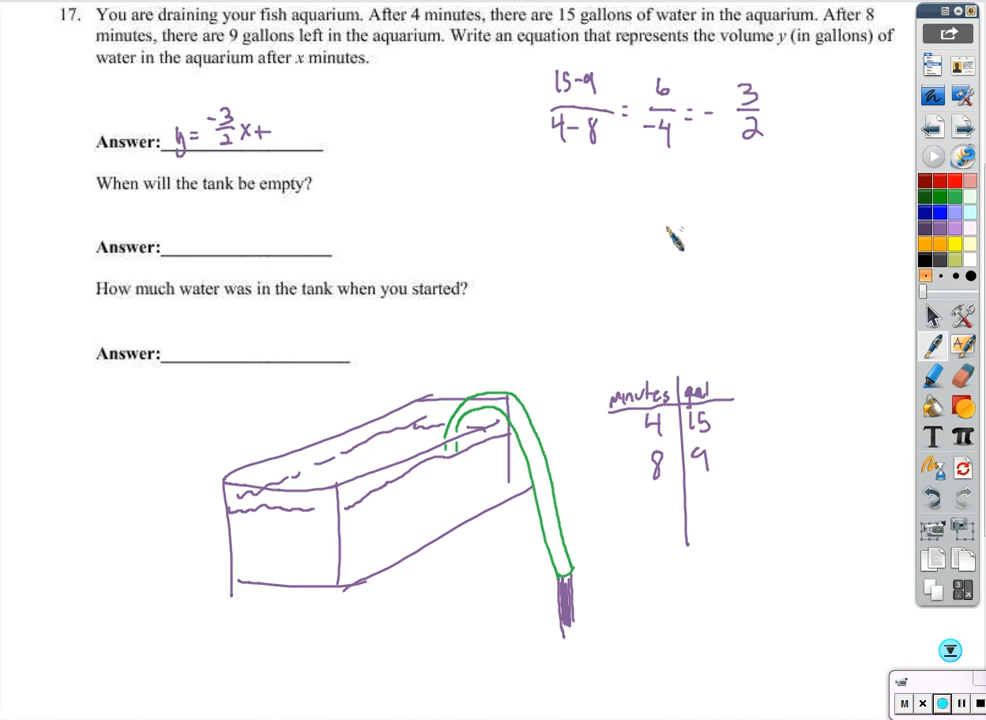 17. You are draining your fish aquarium. After 4 minutes, there are 15 gallons of water in the aquarium. After 8
minutes, there are 9 gallons left in the aquarium. Write an equation that represents the volume y (in gallons) of
water in the aquarium after x minutes.
15-9 / 4-8 = 6 / -4 = - 3 / 2
Answer: y = -3/2 x+
When will the tank be empty?
Answer:
How much water was in the tank when you started?
Answer:
minutes gal
4 15
8 9